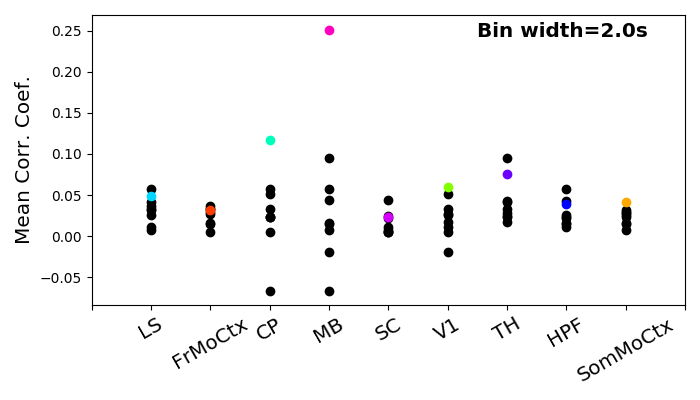 Bin width=2.0s
Mean Corr. Coef.
0.25
0.20
0.15
0.10
0.05
0.00
−0.05
LS
FrMoCtx
CP
MB
SC
V1
TH
HPF
SomMoCtx